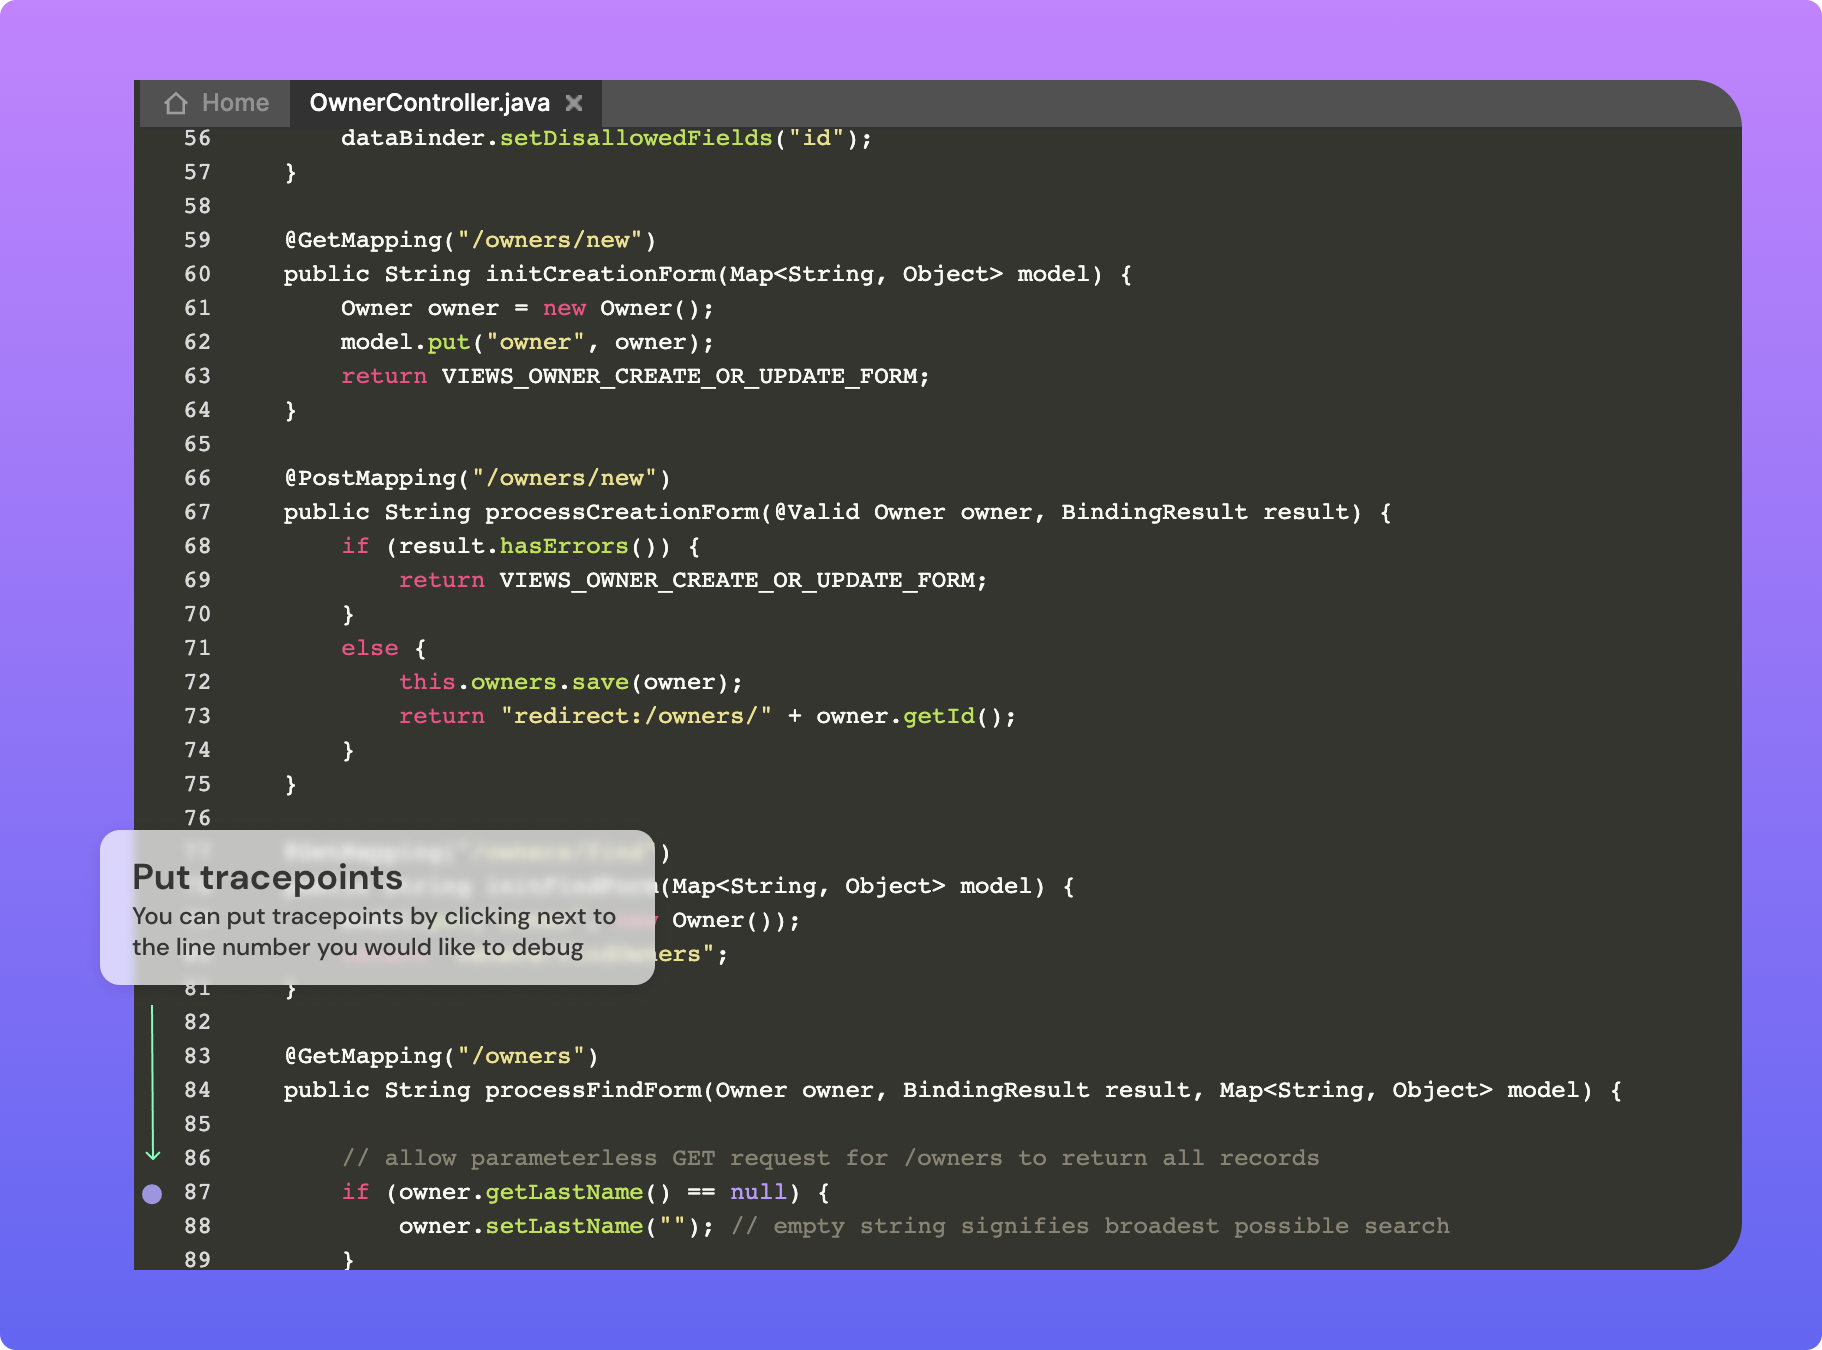 Home OwnerController.java
56 dataBinder.setDisallowedFields("id");
57 }
58
59 @GetMapping("/owners/new")
60 public String initCreationForm(Map<String, Object> model) {
61 Owner owner = new Owner();
62 model.put("owner", owner);
63 return VIEWS_OWNER_CREATE_OR_UPDATE_FORM;
64 }
65
66 @PostMapping("/owners/new")
67 public String processCreationForm(@Valid Owner owner, BindingResult result) {
68 if (result.hasErrors()) {
69 return VIEWS_OWNER_CREATE_OR_UPDATE_FORM;
70 }
71 else {
72 this.owners.save(owner);
73 return "redirect:/owners/" + owner.getId();
74 }
75 }
76
)
(Map<String, Object> model) {
Owner());
ers";
Put tracepoints
You can put tracepoints by clicking next to
the line number you would like to debug
81 }
82
83 @GetMapping("/owners")
84 public String processFindForm(Owner owner, BindingResult result, Map<String, Object> model) {
85
86 // allow parameterless GET request for /owners to return all records
87 if (owner.getLastName() == null) {
88 owner.setLastName(""); // empty string signifies broadest possible search
89 }